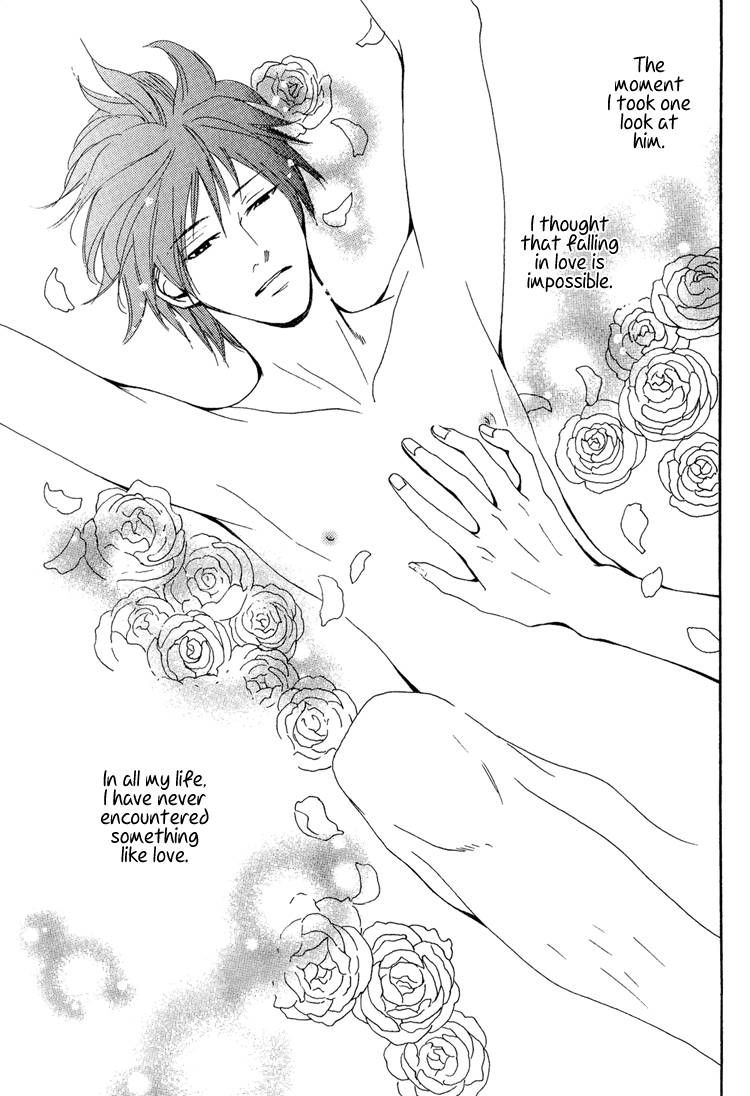 The
moment
I took one
look at
him.
I thought
that falling
in love is
impossible.
In all my life,
I have never
encountered
something
like love.